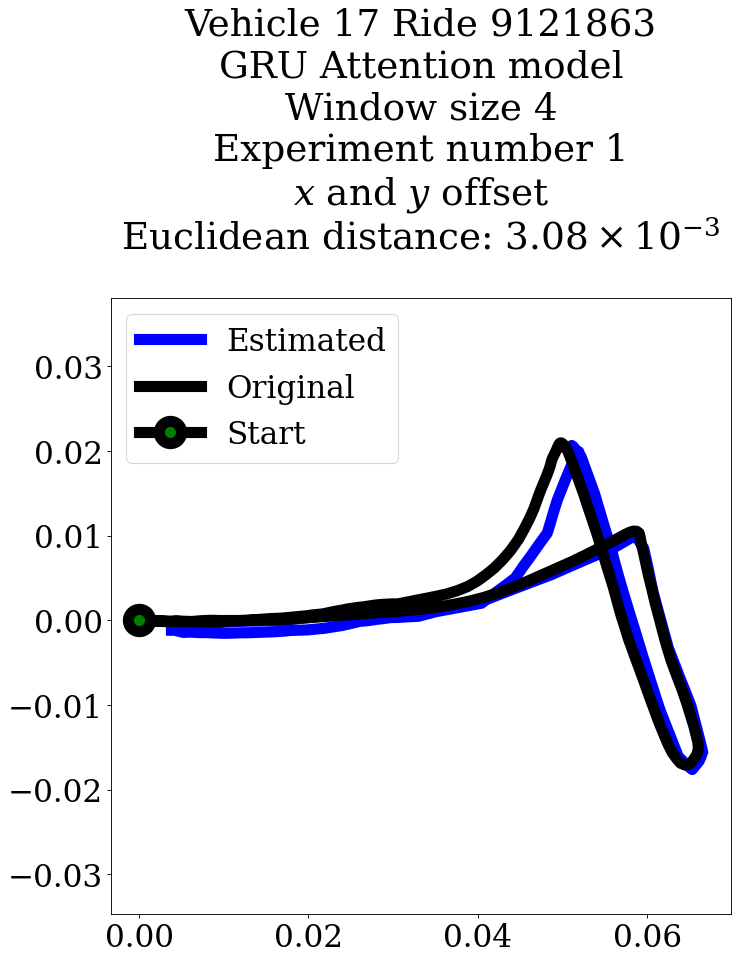 Vehicle 17 Ride 9121863
GRU Attention model
Window size 4
Experiment number 1
x and y offset
Euclidean distance: 3.08 × 10⁻³
Estimated
Original
Start
0.03
0.02
0.01
0.00
−0.01
−0.02
−0.03
0.00 0.02 0.04 0.06